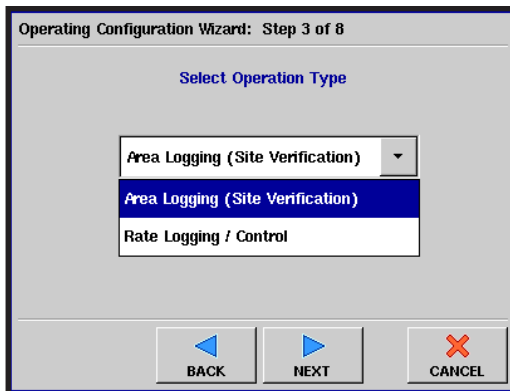 Operating Configuration Wizard: Step 3 of 8
Select Operation Type
Area Logging (Site Verification)
Area Logging (Site Verification)
Rate Logging / Control
BACK
NEXT
CANCEL